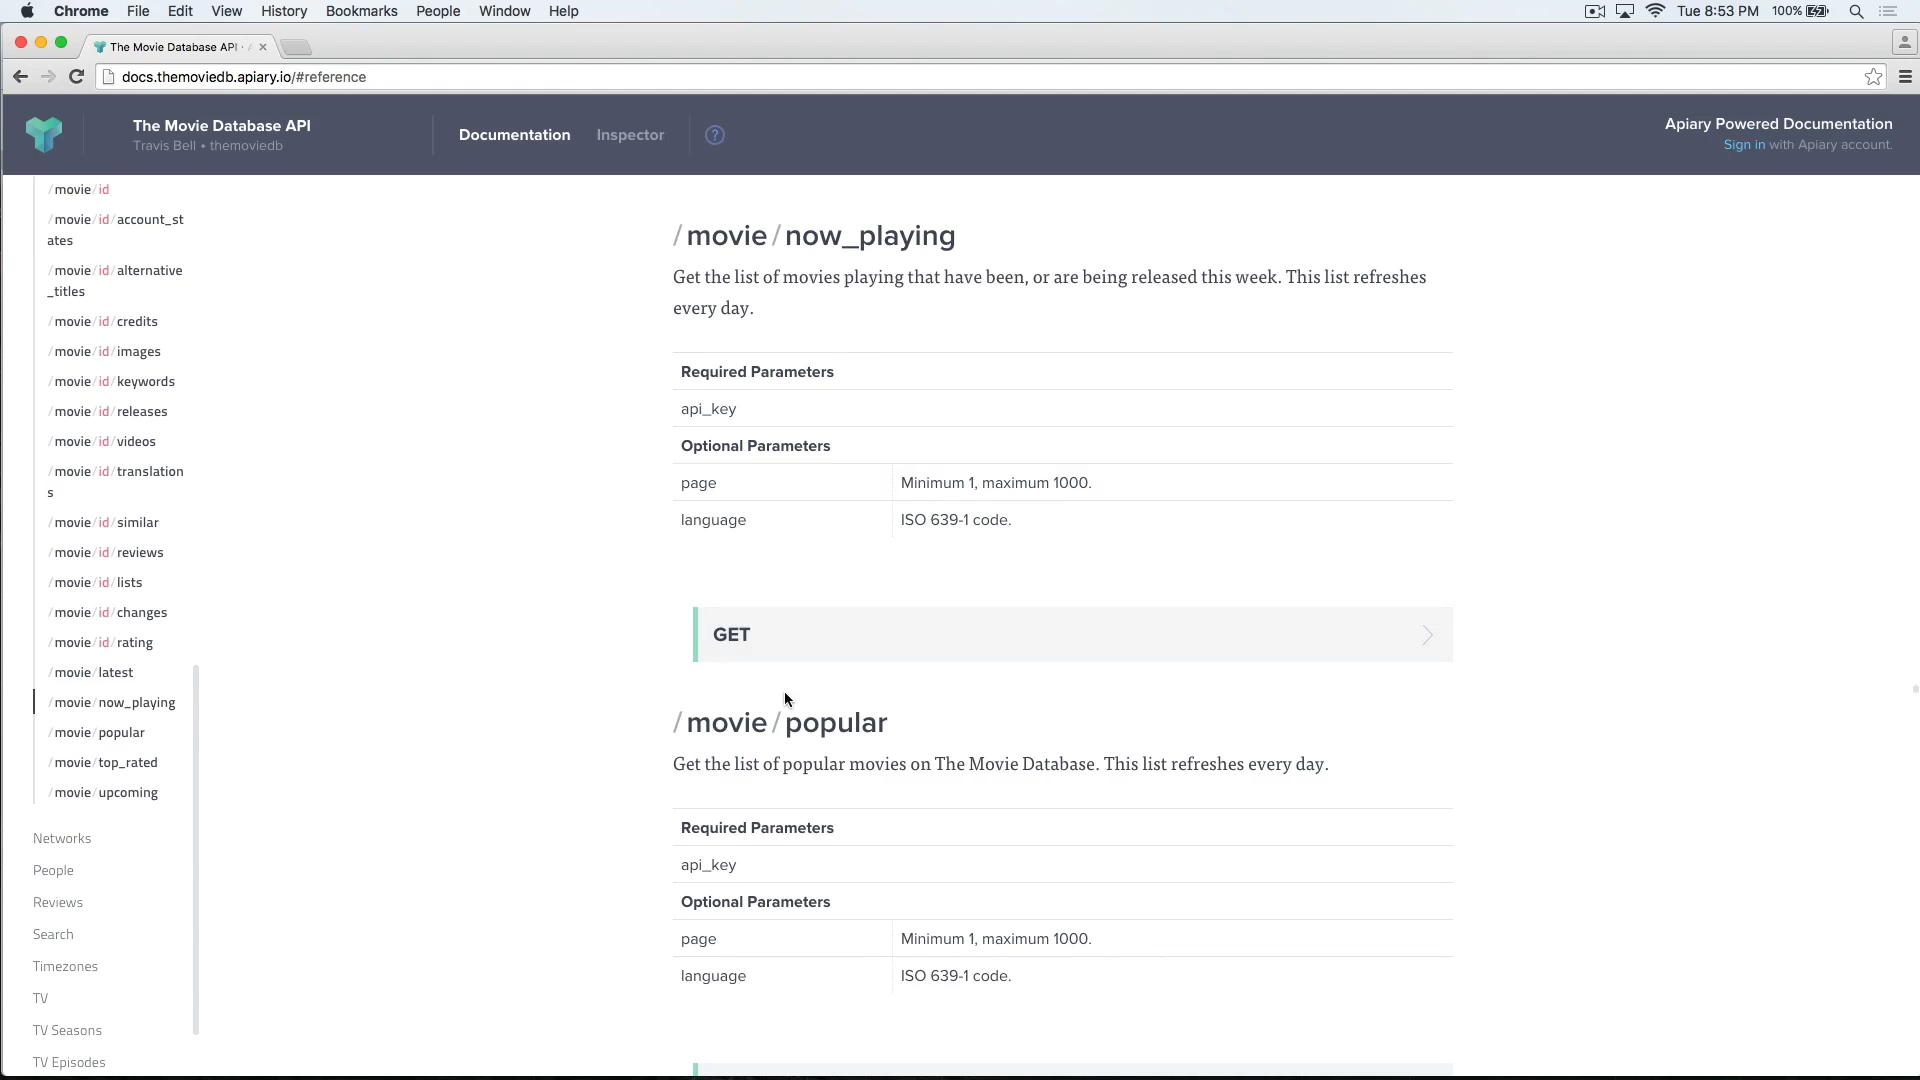 Chrome File Edit View History Bookmarks People Window Help
Tue 8:53 PM 100%
The Movie Database API ·
docs.themoviedb.apiary.io/#reference
The Movie Database API
Travis Bell • themoviedb
Documentation
Inspector
?
Apiary Powered Documentation
Sign in with Apiary account.
/movie/id
/movie/id/account_st
ates
/movie/id/alternative
_titles
/movie/id/credits
/movie/id/images
/movie/id/keywords
/movie/id/releases
/movie/id/videos
/movie/id/translation
s
/movie/id/similar
/movie/id/reviews
/movie/id/lists
/movie/id/changes
/movie/id/rating
/movie/latest
/movie/now_playing
/movie/popular
/movie/top_rated
/movie/upcoming
Networks
People
Reviews
Search
Timezones
TV
TV Seasons
TV Episodes
/movie/now_playing
Get the list of movies playing that have been, or are being released this week. This list refreshes
every day.
Required Parameters
api_key
Optional Parameters
page Minimum 1, maximum 1000.
language ISO 639-1 code.
GET
/movie/popular
Get the list of popular movies on The Movie Database. This list refreshes every day.
Required Parameters
api_key
Optional Parameters
page Minimum 1, maximum 1000.
language ISO 639-1 code.